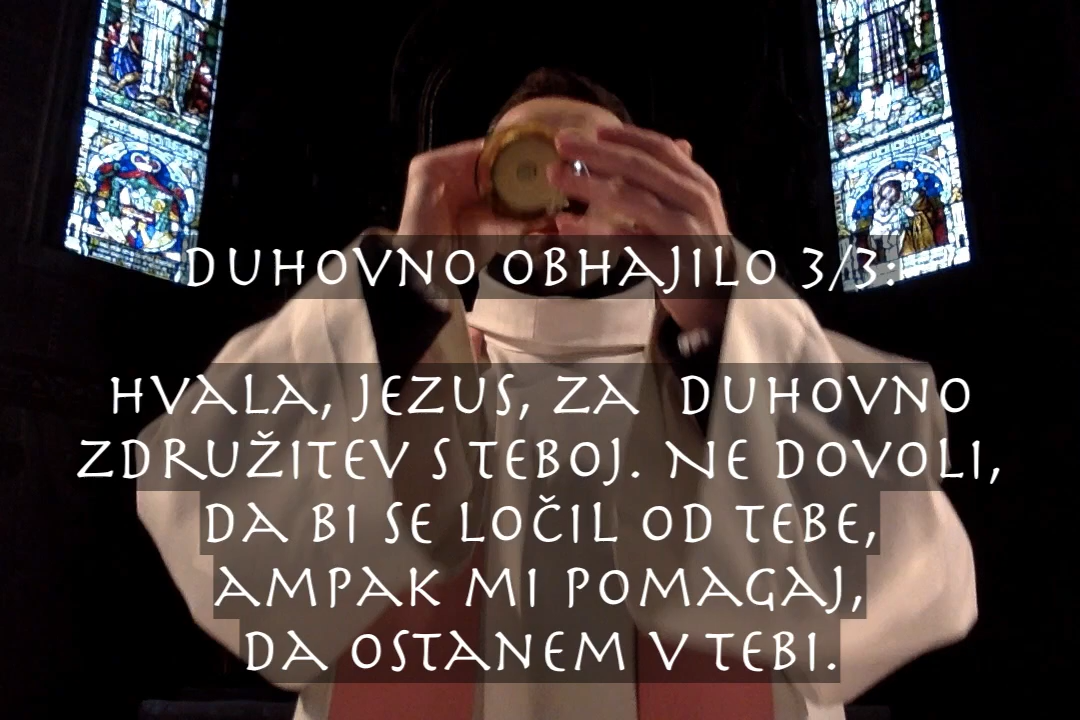 DUHOVNO OBHAJILO 3/3:
HVALA, JEZUS, ZA DUHOVNO
ZDRUŽITEV S TEBOJ. NE DOVOLI,
DA BI SE LOČIL OD TEBE,
AMPAK MI POMAGAJ,
DA OSTANEM V TEBI.